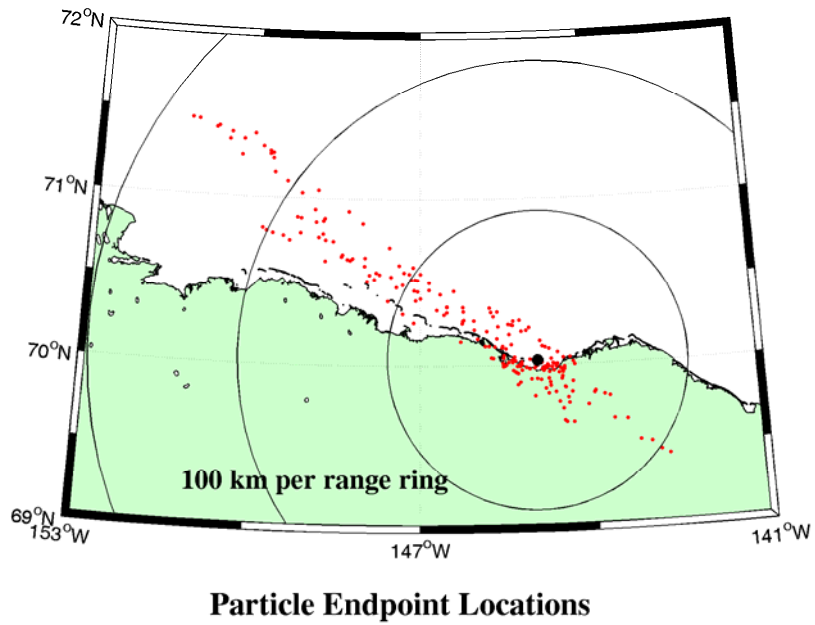 72°N
71°N
70°N
69°N
153°W
147°W
141°W
100 km per range ring
Particle Endpoint Locations